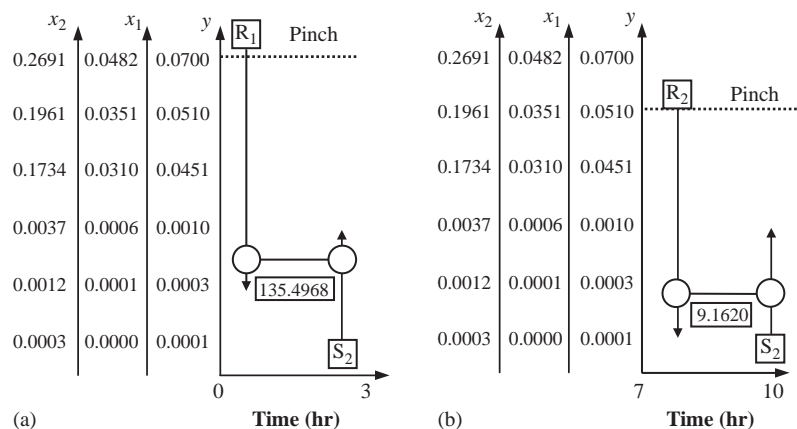 x2 x1 y R1 Pinch
0.2691 0.0482 0.0700
0.1961 0.0351 0.0510
0.1734 0.0310 0.0451
0.0037 0.0006 0.0010
0.0012 0.0001 0.0003 135.4968
0.0003 0.0000 0.0001 S2
0 3
(a) Time (hr)
x2 x1 y
0.2691 0.0482 0.0700
R2 Pinch
0.1961 0.0351 0.0510
0.1734 0.0310 0.0451
0.0037 0.0006 0.0010
0.0012 0.0001 0.0003
9.1620
0.0003 0.0000 0.0001 S2
7 10
(b) Time (hr)